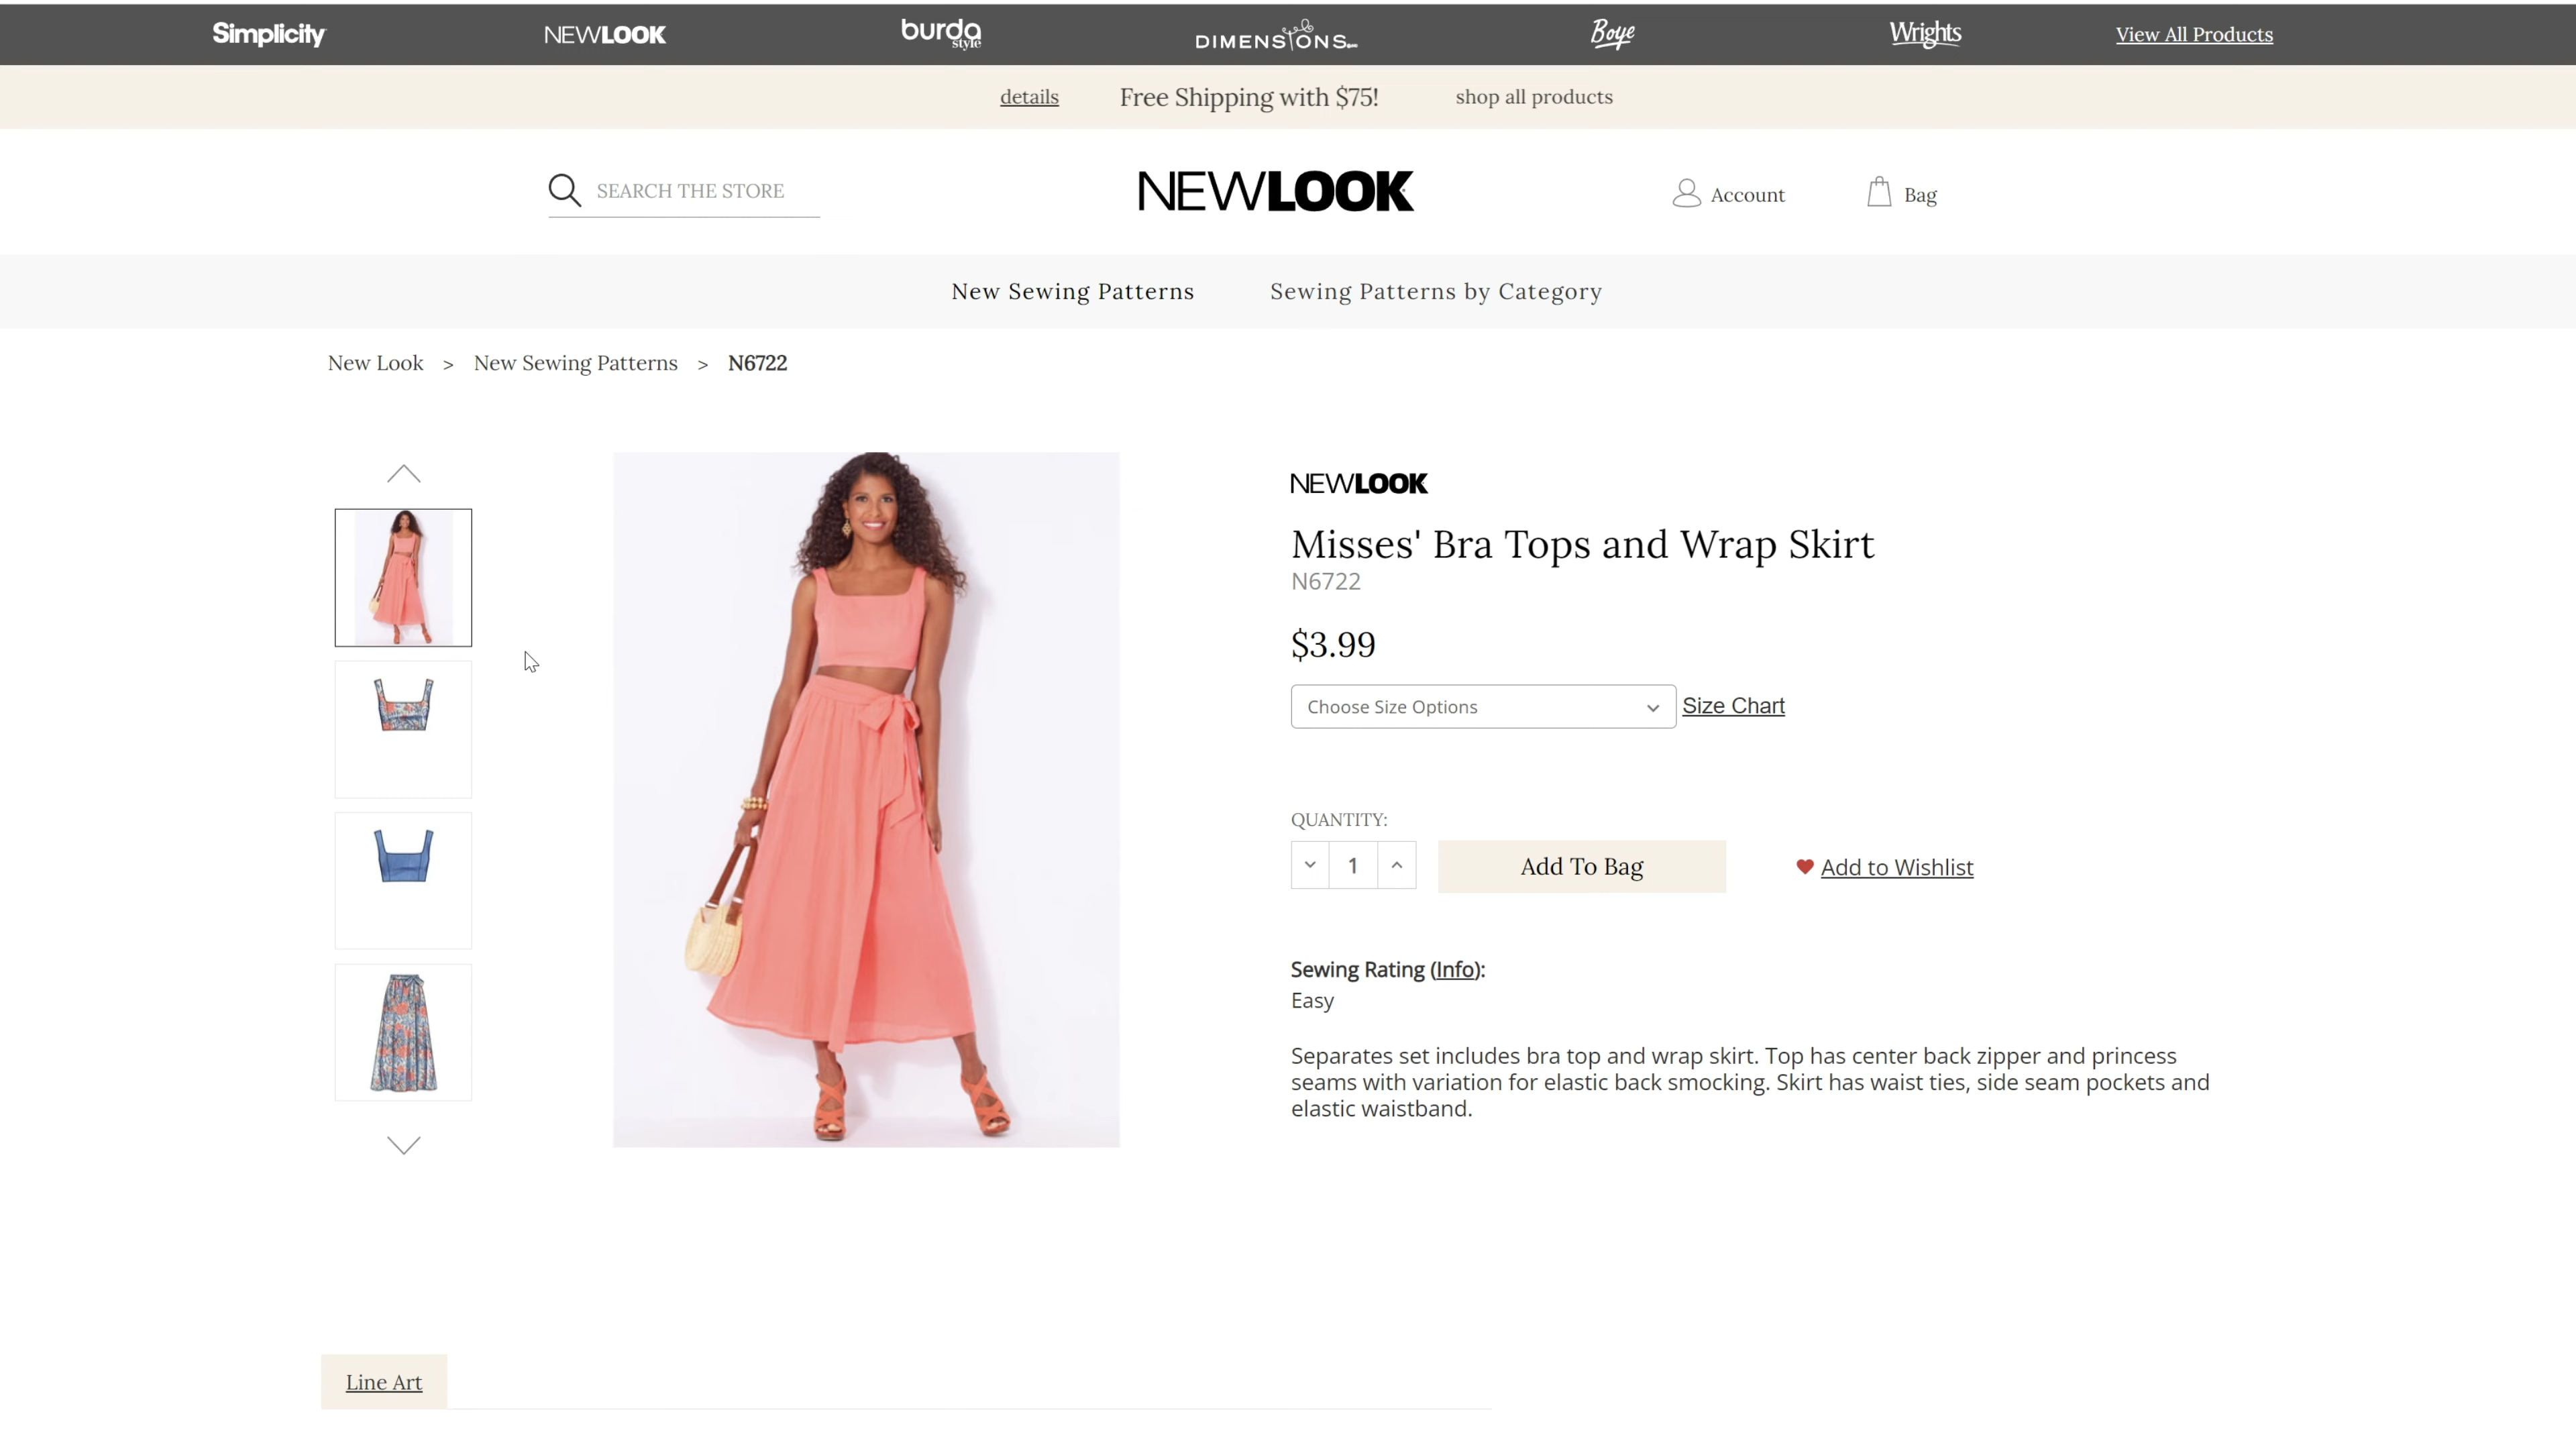 Simplicity
NEWLOOK
burda style
DIMENSIONS
Boye
Wrights
View All Products
details
Free Shipping with $75!
shop all products
SEARCH THE STORE
NEWLOOK
Account
Bag
New Sewing Patterns
Sewing Patterns by Category
New Look > New Sewing Patterns > N6722
NEWLOOK
Misses' Bra Tops and Wrap Skirt
N6722
$3.99
Choose Size Options
Size Chart
QUANTITY:
1
Add To Bag
Add to Wishlist
Sewing Rating (Info):
Easy
Separates set includes bra top and wrap skirt. Top has center back zipper and princess
seams with variation for elastic back smocking. Skirt has waist ties, side seam pockets and
elastic waistband.
Line Art